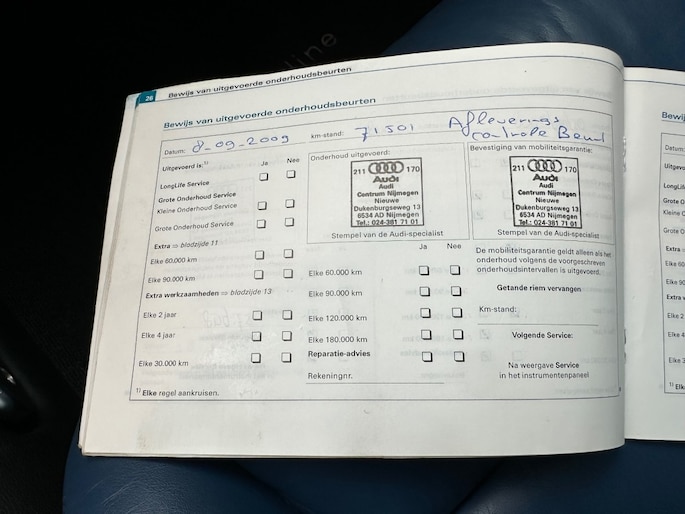 26 Bewijs van uitgevoerde onderhoudsbeurten
Bewijs van uitgevoerde onderhoudsbeurten
Datum: 8-09-2009 km-stand: 71501 Afleverings
controle Beurt
Uitgevoerd is:¹⁾ Ja Nee
LongLife Service
Grote Onderhoud Service
Kleine Onderhoud Service
Grote Onderhoud Service
Extra ⇒ bladzijde 11
Elke 60.000 km
Elke 90.000 km
Extra werkzaamheden ⇒ bladzijde 13
Elke 2 jaar
Elke 4 jaar
Elke 30.000 km
¹⁾ Elke regel aankruisen.
Onderhoud uitgevoerd:
211 170
Audi
Audi
Centrum Nijmegen
Nieuwe
Dukenburgseweg 13
6534 AD Nijmegen
Tel.: 024-381 71 01
Stempel van de Audi-specialist
Ja Nee
Elke 60.000 km
Elke 90.000 km
Elke 120.000 km
Elke 180.000 km
Reparatie-advies
Rekeningnr.
Bevestiging van mobiliteitsgarantie:
211 170
Audi
Audi
Centrum Nijmegen
Nieuwe
Dukenburgseweg 13
6534 AD Nijmegen
Tel.: 024-381 71 01
Stempel van de Audi-specialist
De mobiliteitsgarantie geldt alleen als het
onderhoud volgens de voorgeschreven
onderhoudsintervallen is uitgevoerd.
Getande riem vervangen
Km-stand:
Volgende Service:
Na weergave Service
in het instrumentenpaneel